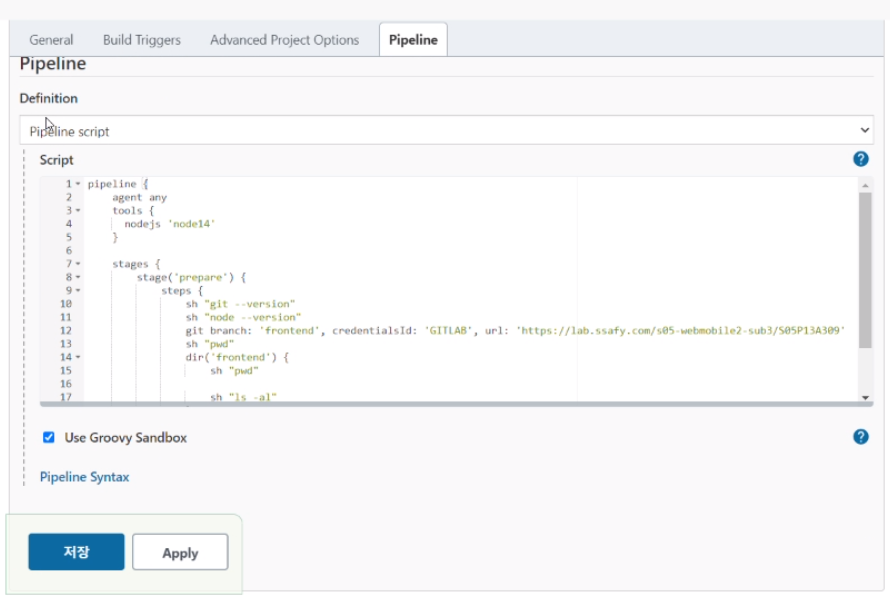 General Build Triggers Advanced Project Options Pipeline
Pipeline
Definition
Pipeline script
Script
1 pipeline {
2 agent any
3 tools {
4 nodejs 'node14'
5 }
6
7 stages {
8 stage('prepare') {
9 steps {
10 sh "git --version"
11 sh "node --version"
12 git branch: 'frontend', credentialsId: 'GITLAB', url: 'https://lab.ssafy.com/s05-webmobile2-sub3/S05P13A309'
13 sh "pwd"
14 dir('frontend') {
15 sh "pwd"
16
17 sh "ls -al"
Use Groovy Sandbox
Pipeline Syntax
저장 Apply